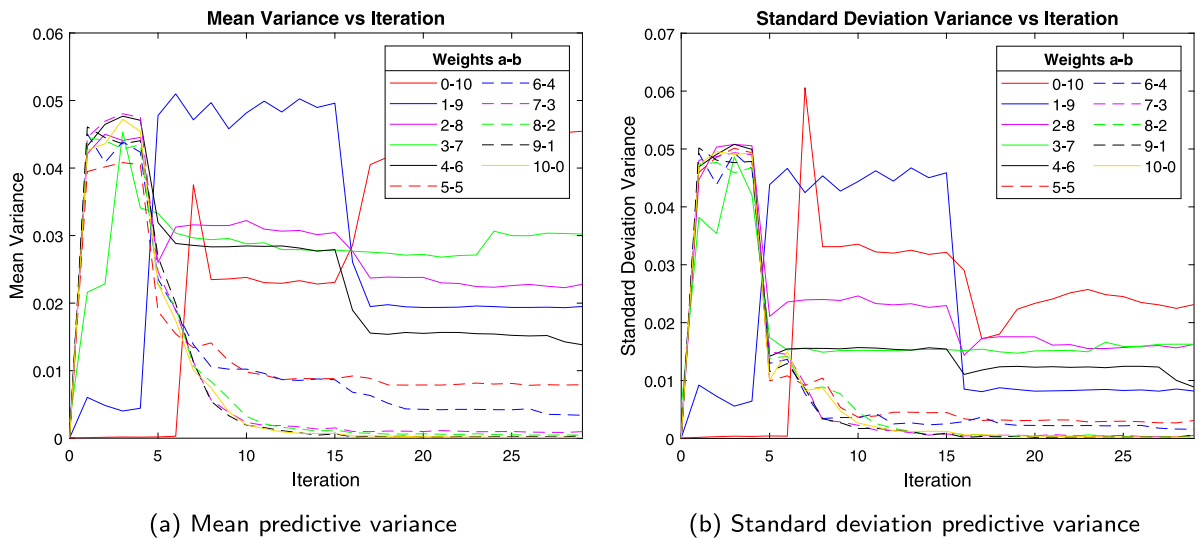 Mean Variance vs Iteration
0.06
0.05
0.04
0.03
0.02
0.01
0
Mean Variance
0 5 10 15 20 25
Iteration
Weights a-b
0-10 6-4
1-9 7-3
2-8 8-2
3-7 9-1
4-6 10-0
5-5
(a) Mean predictive variance
Standard Deviation Variance vs Iteration
0.07
0.06
0.05
0.04
0.03
0.02
0.01
0
Standard Deviation Variance
0 5 10 15 20 25
Iteration
Weights a-b
0-10 6-4
1-9 7-3
2-8 8-2
3-7 9-1
4-6 10-0
5-5
(b) Standard deviation predictive variance